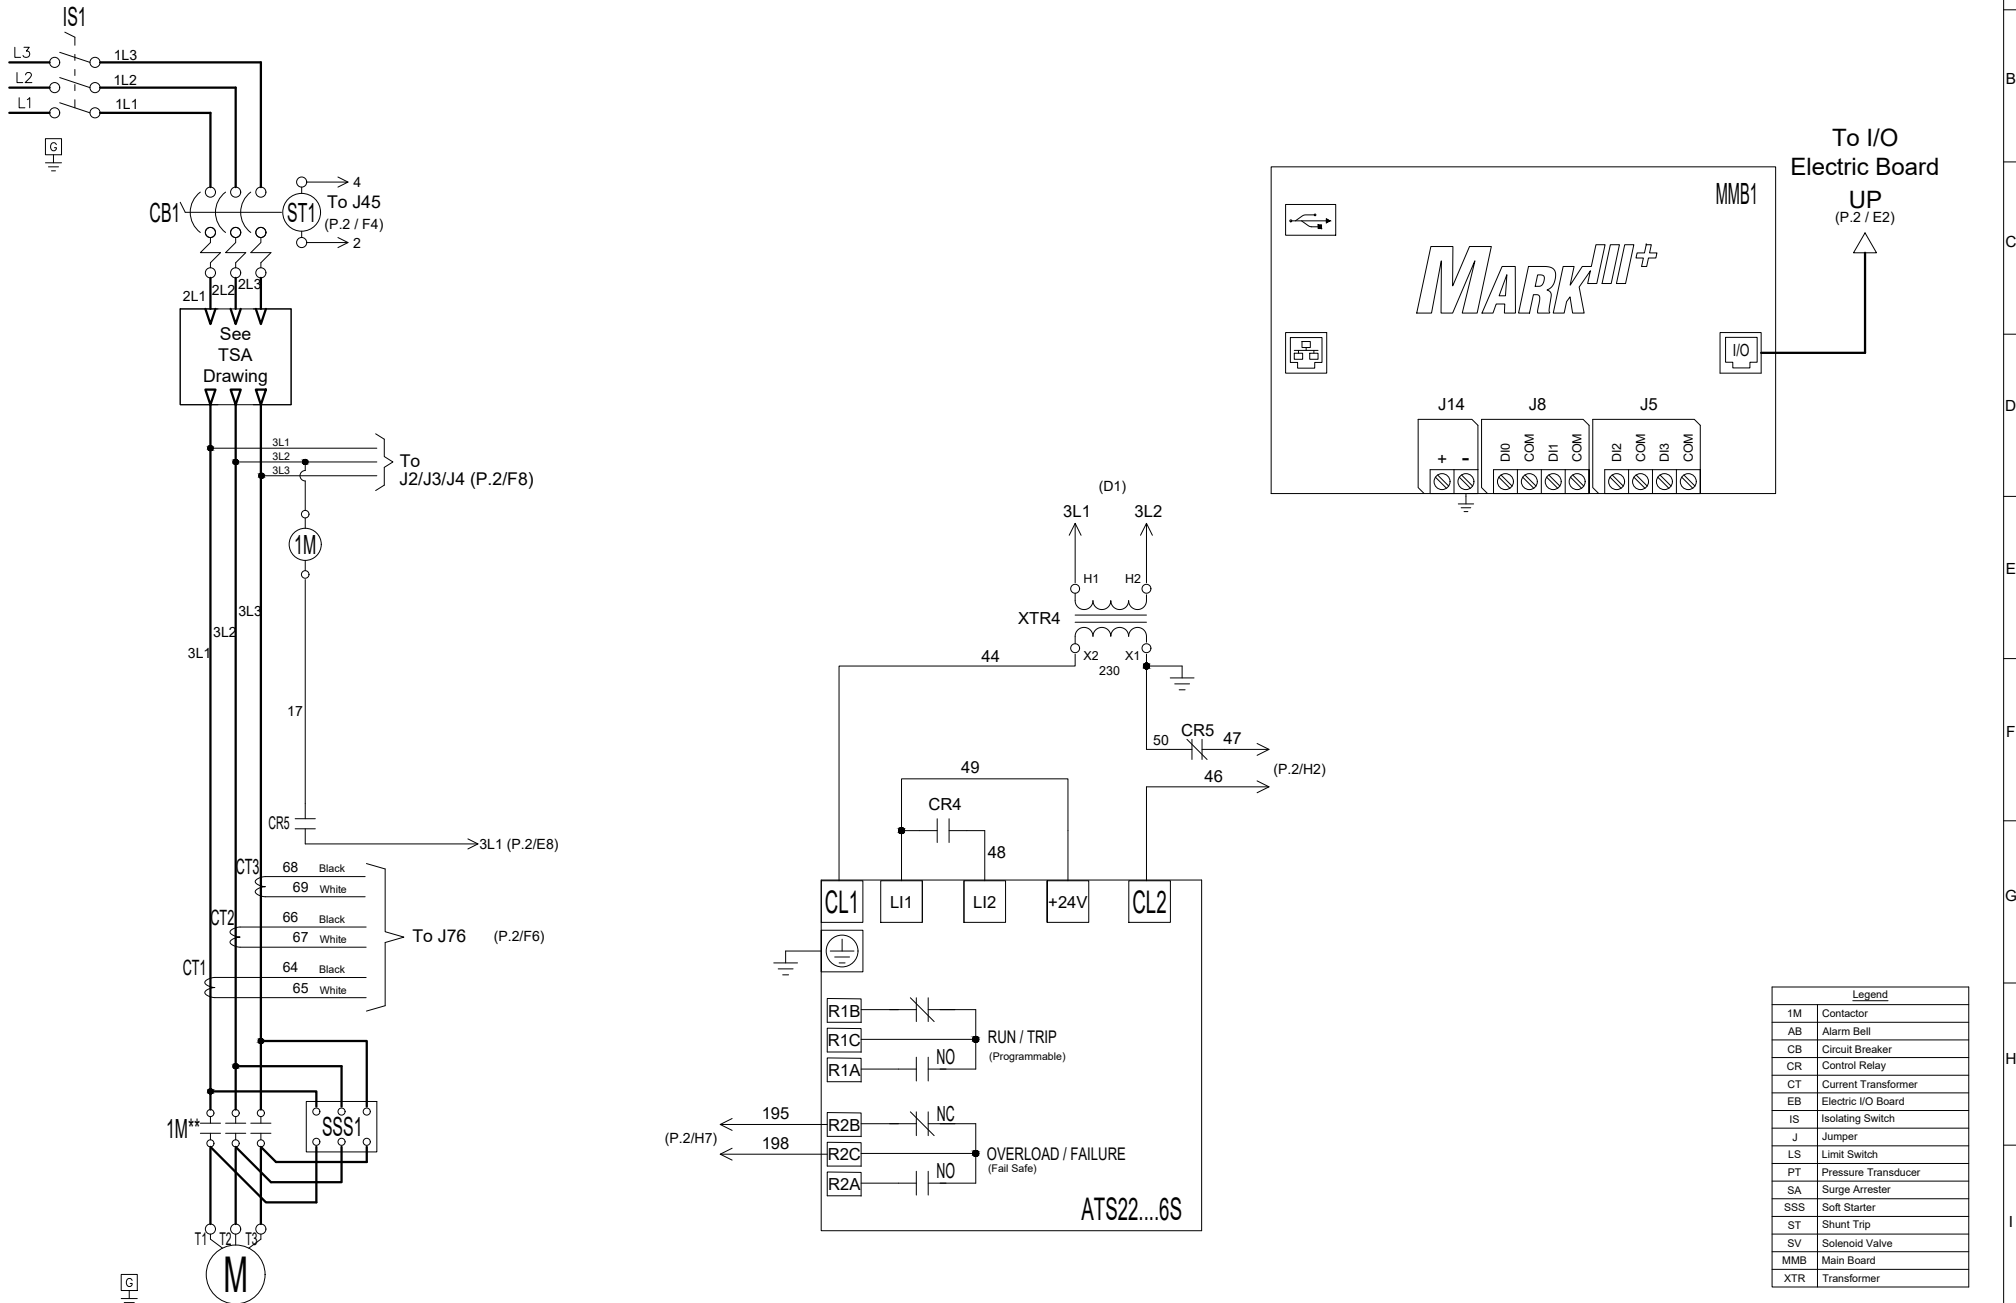 IS1
L3
1L3
L2
1L2
L1
1L1
G
CB1
ST1
4
To J45
(P.2 / F4)
2
2L1
2L2
2L3
See
TSA
Drawing
3L1
3L2
3L3
To
J2/J3/J4 (P.2/F8)
1M
3L3
3L2
3L1
17
CR5
3L1 (P.2/E8)
CT3
68 Black
69 White
CT2
66 Black
67 White
CT1
64 Black
65 White
To J76 (P.2/F6)
1M**
SSS1
T1
T2
T3
M
G
(D1)
3L1
3L2
H1
H2
XTR4
X2
X1
230
44
50
CR5
47
46
(P.2/H2)
49
CR4
48
CL1
LI1
LI2
+24V
CL2
R1B
R1C
R1A
NO
RUN / TRIP
(Programmable)
195
198
(P.2/H7)
R2B
R2C
R2A
NC
NO
OVERLOAD / FAILURE
(Fail Safe)
ATS22....6S
MMB1
MARK III+
I/O
J14
J8
J5
+
-
DI0
COM
DI1
COM
DI2
COM
DI3
COM
To I/O
Electric Board
UP
(P.2 / E2)
B
C
D
E
F
G
H
I
Legend
1M Contactor
AB Alarm Bell
CB Circuit Breaker
CR Control Relay
CT Current Transformer
EB Electric I/O Board
IS Isolating Switch
J Jumper
LS Limit Switch
PT Pressure Transducer
SA Surge Arrester
SSS Soft Starter
ST Shunt Trip
SV Solenoid Valve
MMB Main Board
XTR Transformer